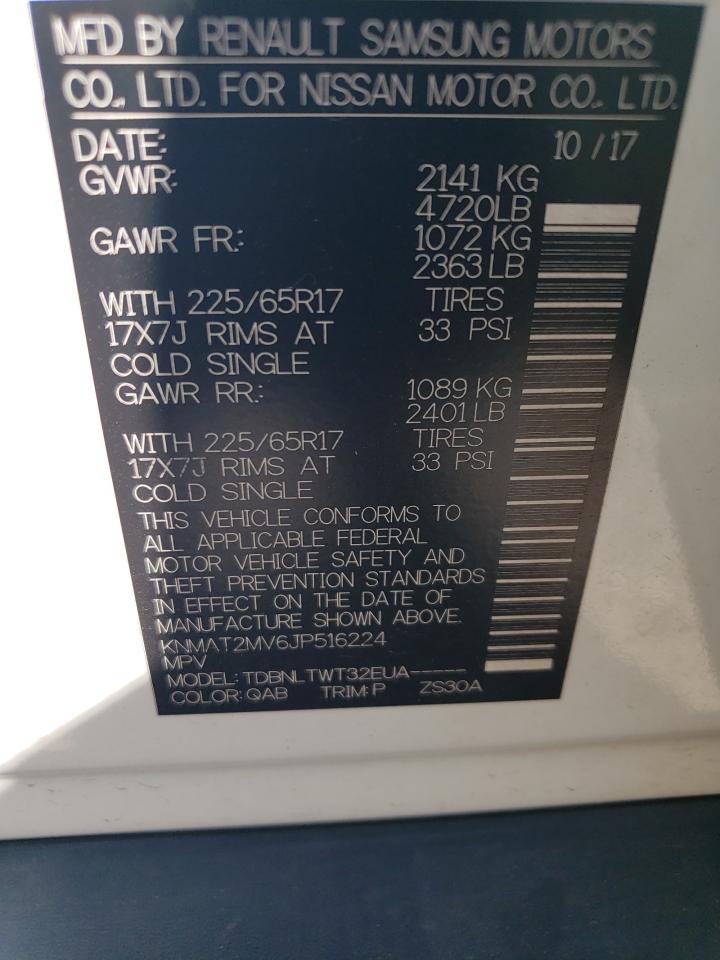 MFD BY RENAULT SAMSUNG MOTORS
CO., LTD. FOR NISSAN MOTOR CO., LTD.
DATE: 10 / 17
GVWR: 2141 KG
4720LB
GAWR FR: 1072 KG
2363 LB
WITH 225/65R17 TIRES
17X7J RIMS AT 33 PSI
COLD SINGLE
GAWR RR: 1089 KG
2401 LB
WITH 225/65R17 TIRES
17X7J RIMS AT 33 PSI
COLD SINGLE
THIS VEHICLE CONFORMS TO
ALL APPLICABLE FEDERAL
MOTOR VEHICLE SAFETY AND
THEFT PREVENTION STANDARDS
IN EFFECT ON THE DATE OF
MANUFACTURE SHOWN ABOVE.
KNMAT2MV6JP516224
MPV
MODEL: TDBNLTWT32EUA-----
COLOR: QAB TRIM: P ZS30A